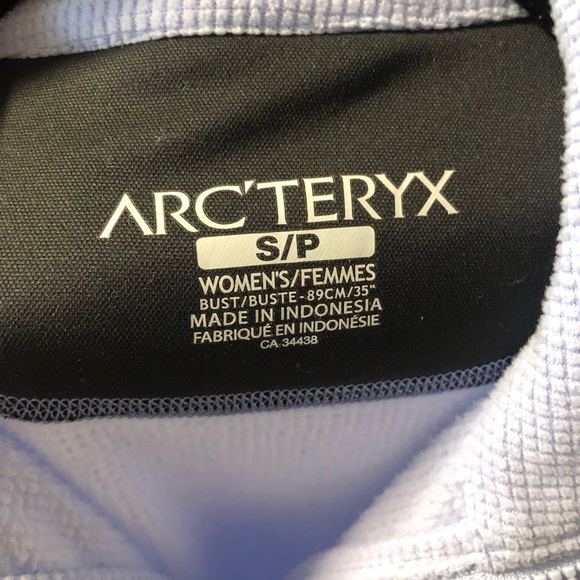 ARC'TERYX
S/P
WOMEN'S/FEMMES
BUST/BUSTE - 89CM/35"
MADE IN INDONESIA
FABRIQUÉ EN INDONÉSIE
CA 34438